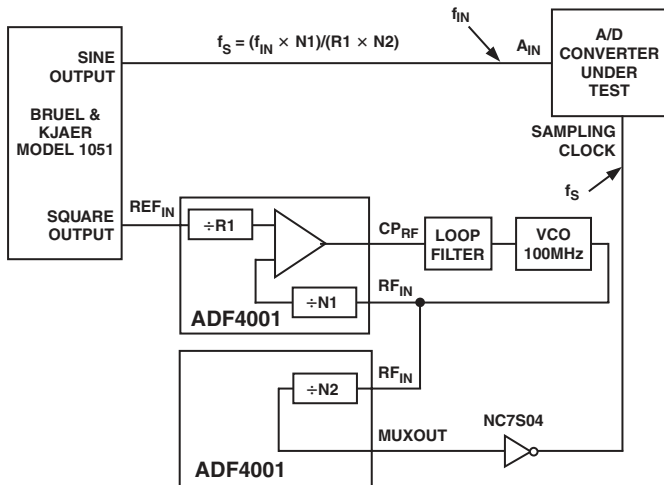 f_S = (f_IN × N1)/(R1 × N2)
f_IN
A_IN
A/D
CONVERTER
UNDER
TEST
SINE
OUTPUT
BRUEL &
KJAER
MODEL 1051
SAMPLING
CLOCK
f_S
SQUARE
OUTPUT
REF_IN
÷R1
CP_RF
LOOP
FILTER
VCO
100MHz
÷N1
RF_IN
ADF4001
÷N2
RF_IN
MUXOUT
NC7S04
ADF4001